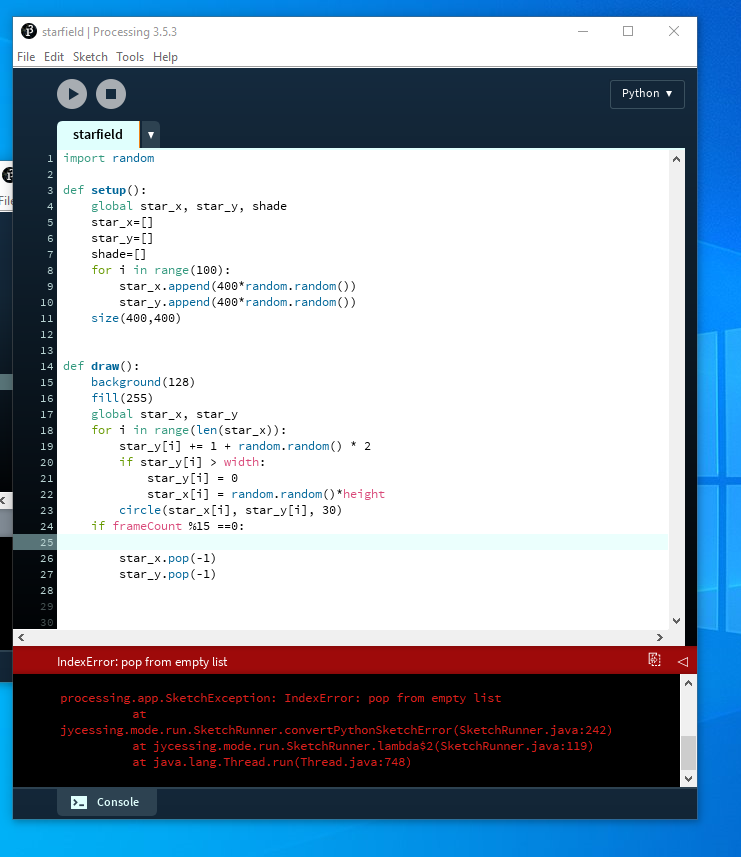 starfield | Processing 3.5.3
File Edit Sketch Tools Help
Python ▾
starfield ▾
1 import random
2
3 def setup():
4     global star_x, star_y, shade
5     star_x=[]
6     star_y=[]
7     shade=[]
8     for i in range(100):
9         star_x.append(400*random.random())
10         star_y.append(400*random.random())
11     size(400,400)
12
13
14 def draw():
15     background(128)
16     fill(255)
17     global star_x, star_y
18     for i in range(len(star_x)):
19         star_y[i] += 1 + random.random() * 2
20         if star_y[i] > width:
21             star_y[i] = 0
22             star_x[i] = random.random()*height
23         circle(star_x[i], star_y[i], 30)
24     if frameCount %15 ==0:
25
26         star_x.pop(-1)
27         star_y.pop(-1)
28
29
30
IndexError: pop from empty list
processing.app.SketchException: IndexError: pop from empty list
at
jycessing.mode.run.SketchRunner.convertPythonSketchError(SketchRunner.java:242)
at jycessing.mode.run.SketchRunner.lambda$2(SketchRunner.java:119)
at java.lang.Thread.run(Thread.java:748)
Console